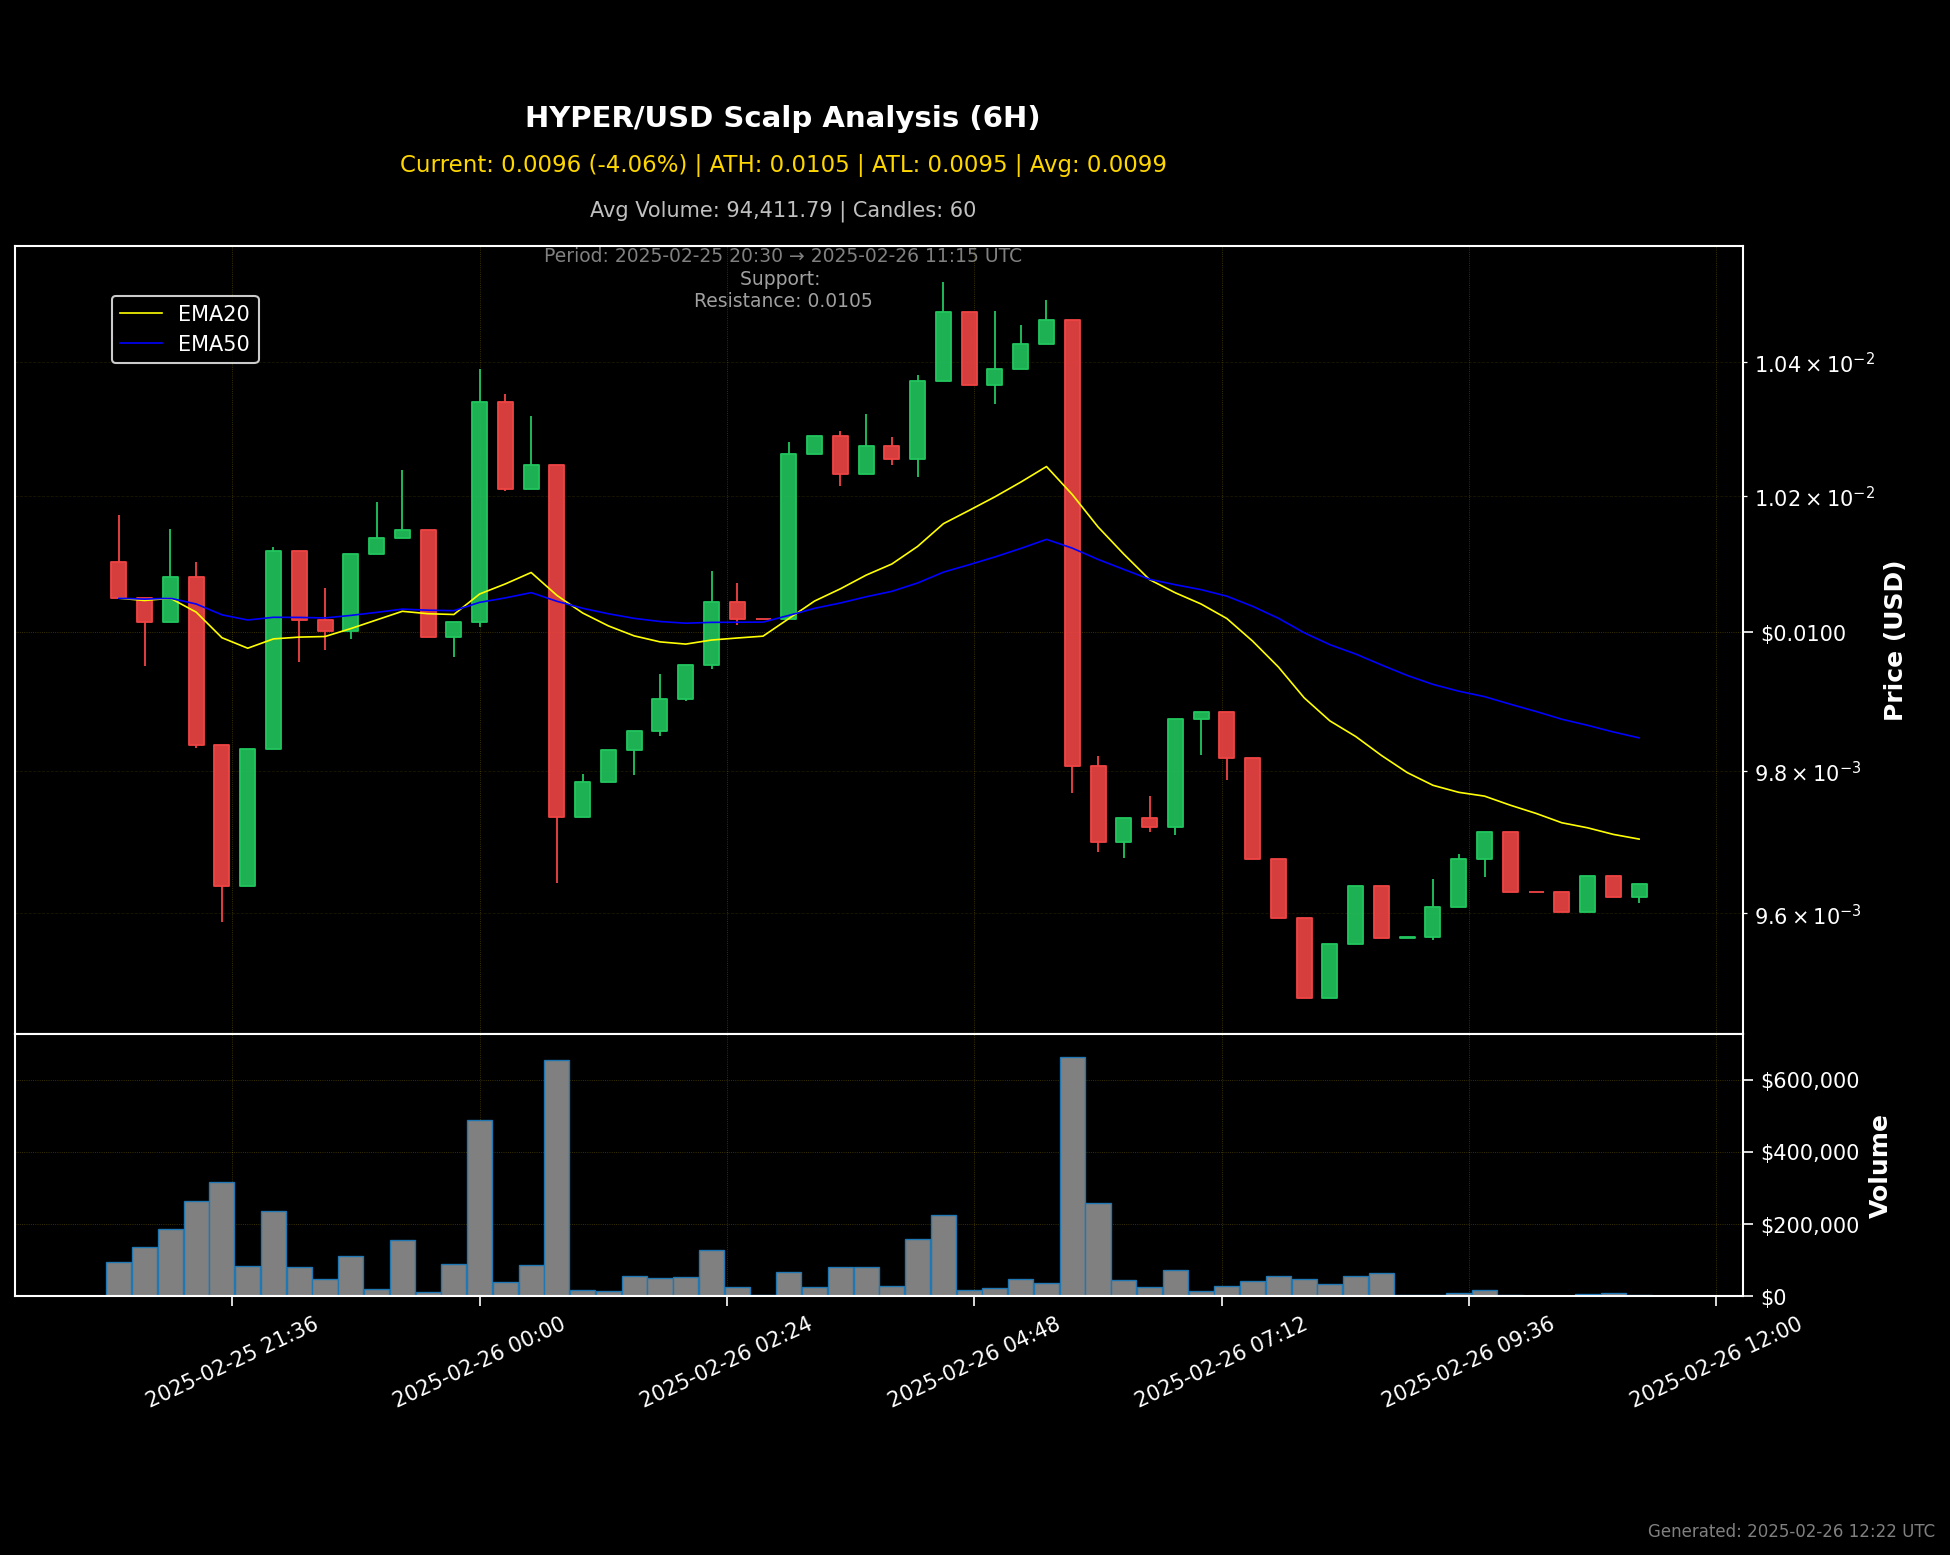 HYPER/USD Scalp Analysis (6H)
Current: 0.0096 (-4.06%) | ATH: 0.0105 | ATL: 0.0095 | Avg: 0.0099
Avg Volume: 94,411.79 | Candles: 60
Period: 2025-02-25 20:30 → 2025-02-26 11:15 UTC
Support:
Resistance: 0.0105
EMA20
EMA50
1.04 × 10⁻²
1.02 × 10⁻²
$0.0100
9.8 × 10⁻³
9.6 × 10⁻³
Price (USD)
$600,000
$400,000
$200,000
$0
Volume
2025-02-25 21:36
2025-02-26 00:00
2025-02-26 02:24
2025-02-26 04:48
2025-02-26 07:12
2025-02-26 09:36
2025-02-26 12:00
Generated: 2025-02-26 12:22 UTC